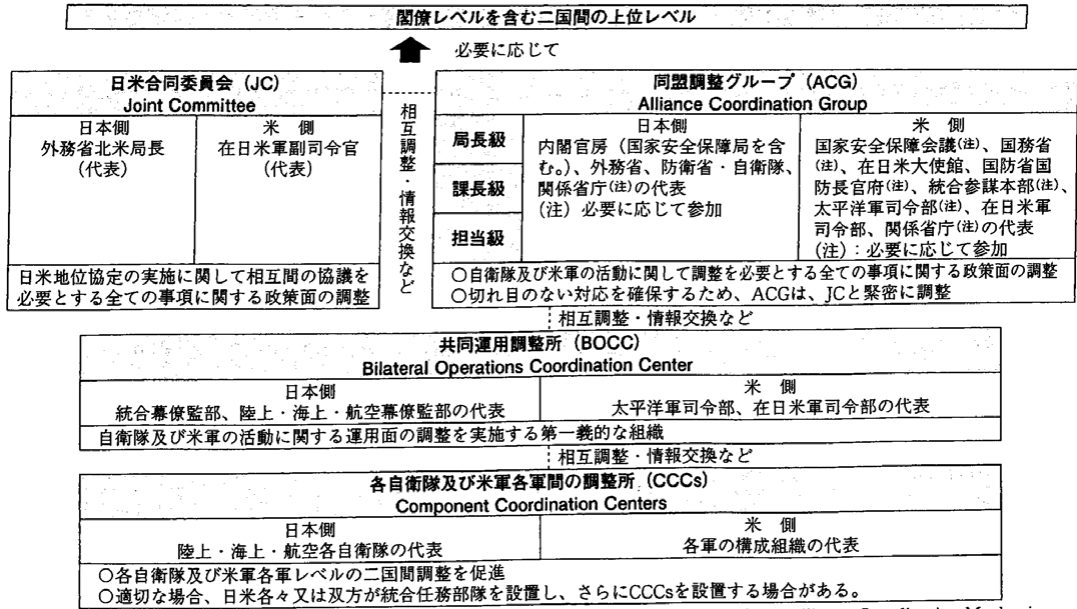 閣僚レベルを含む二国間の上位レベル
必要に応じて
日米合同委員会（JC）
Joint Committee
日本側
外務省北米局長
（代表）
米　側
在日米軍副司令官
（代表）
日米地位協定の実施に関して相互間の協議を
必要とする全ての事項に関する政策面の調整
相互調整・情報交換など
同盟調整グループ（ACG）
Alliance Coordination Group
局長級
課長級
担当級
日本側
内閣官房（国家安全保障局を含
む。）、外務省、防衛省・自衛隊、
関係省庁(注)の代表
（注）必要に応じて参加
米　側
国家安全保障会議(注)、国務省
(注)、在日米大使館、国防省国
防長官府(注)、統合参謀本部(注)、
太平洋軍司令部(注)、在日米軍
司令部、関係省庁(注)の代表
（注）：必要に応じて参加
○自衛隊及び米軍の活動に関して調整を必要とする全ての事項に関する政策面の調整
○切れ目のない対応を確保するため、ACGは、JCと緊密に調整
相互調整・情報交換など
共同運用調整所（BOCC）
Bilateral Operations Coordination Center
日本側
統合幕僚監部、陸上・海上・航空幕僚監部の代表
米　側
太平洋軍司令部、在日米軍司令部の代表
自衛隊及び米軍の活動に関する運用面の調整を実施する第一義的な組織
相互調整・情報交換など
各自衛隊及び米軍各軍間の調整所（CCCs）
Component Coordination Centers
日本側
陸上・海上・航空各自衛隊の代表
米　側
各軍の構成組織の代表
○各自衛隊及び米軍各軍レベルの二国間調整を促進
○適切な場合、日米各々又は双方が統合任務部隊を設置し、さらにCCCsを設置する場合がある。